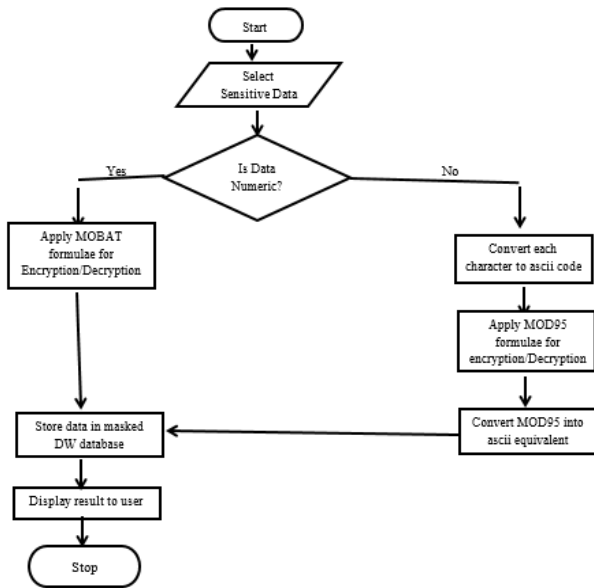 Start
Select
Sensitive Data
Is Data
Numeric?
Yes
No
Apply MOBAT
formulae for
Encryption/Decryption
Convert each
character to ascii code
Apply MOD95
formulae for
encryption/Decryption
Convert MOD95 into
ascii equivalent
Store data in masked
DW database
Display result to user
Stop